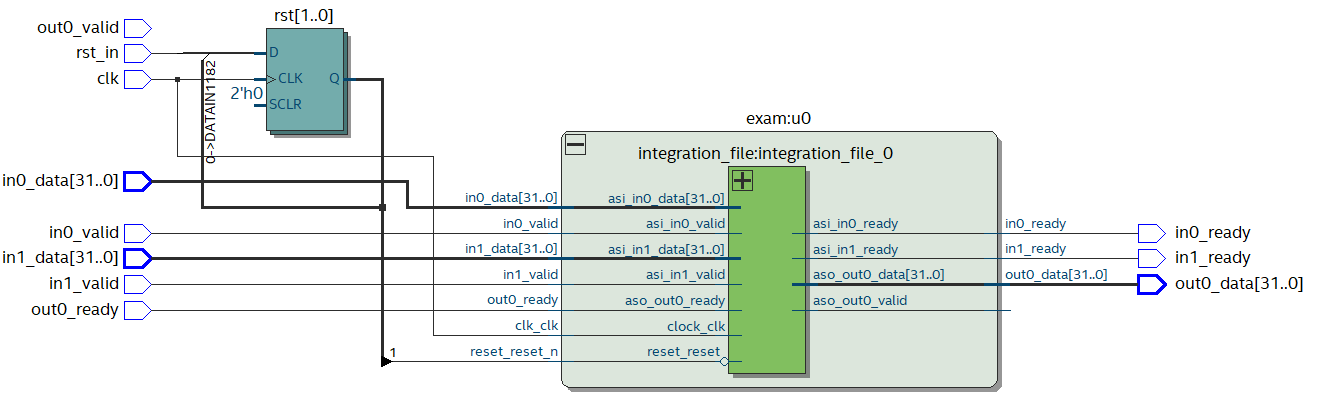 rst[1..0]
out0_valid
rst_in
clk
D
CLK
Q
2'h0
SCLR
0->DATAIN1182
exam:u0
integration_file:integration_file_0
in0_data[31..0]
in0_data[31..0]
asi_in0_data[31..0]
in0_valid
in0_valid
asi_in0_valid
asi_in0_ready
in0_ready
in0_ready
in1_data[31..0]
in1_data[31..0]
asi_in1_data[31..0]
asi_in1_ready
in1_ready
in1_ready
in1_valid
in1_valid
asi_in1_valid
aso_out0_data[31..0]
out0_data[31..0]
out0_data[31..0]
out0_ready
out0_ready
aso_out0_ready
aso_out0_valid
clk_clk
clock_clk
1
reset_reset_n
reset_reset